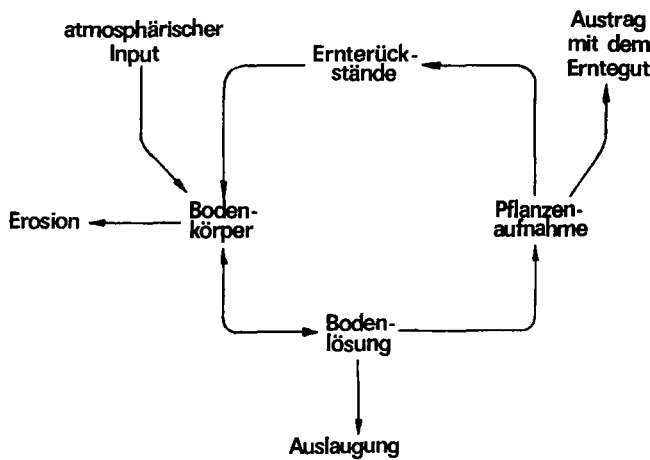 atmosphärischer
Input
Ernterück-
stände
Austrag
mit dem
Erntegut
Erosion
Boden-
körper
Pflanzen-
aufnahme
Boden-
lösung
Auslaugung